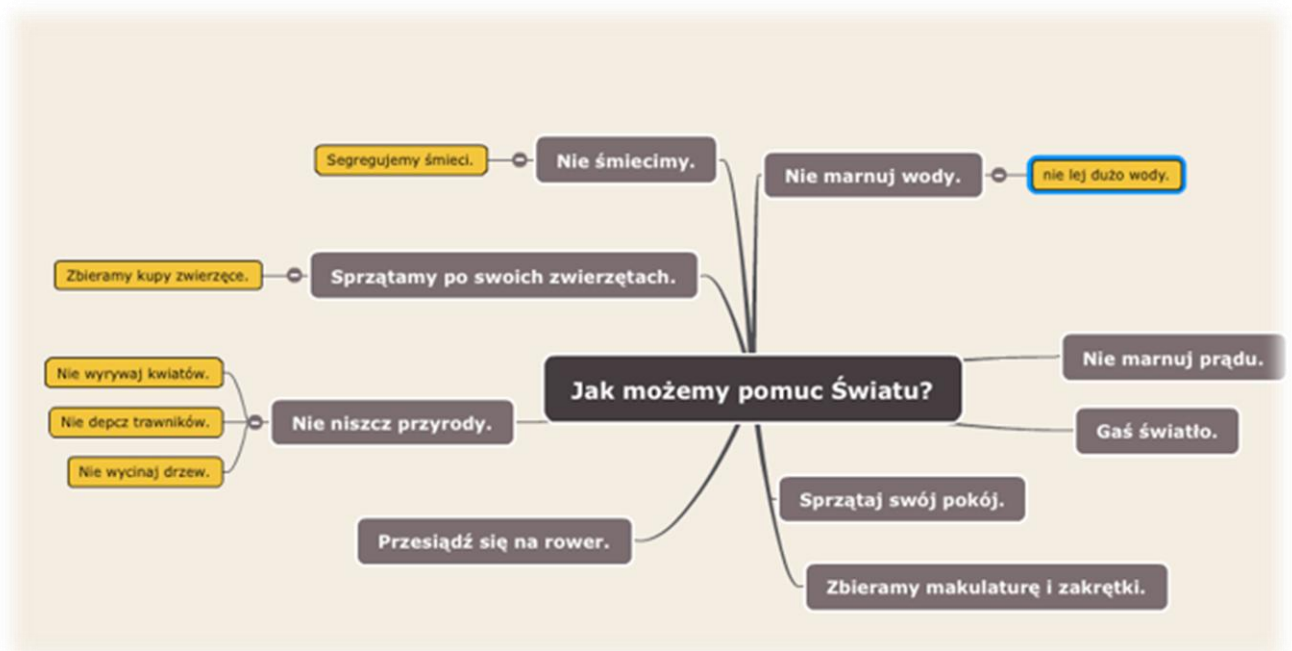 Segregujemy śmieci.
Nie śmiecimy.
Nie marnuj wody.
nie lej dużo wody.
Zbieramy kupy zwierzęce.
Sprzątamy po swoich zwierzętach.
Nie marnuj prądu.
Nie wyrywaj kwiatów.
Jak możemy pomuc Światu?
Nie depcz trawników.
Nie niszcz przyrody.
Gaś światło.
Nie wycinaj drzew.
Sprzątaj swój pokój.
Przesiądź się na rower.
Zbieramy makulaturę i zakrętki.